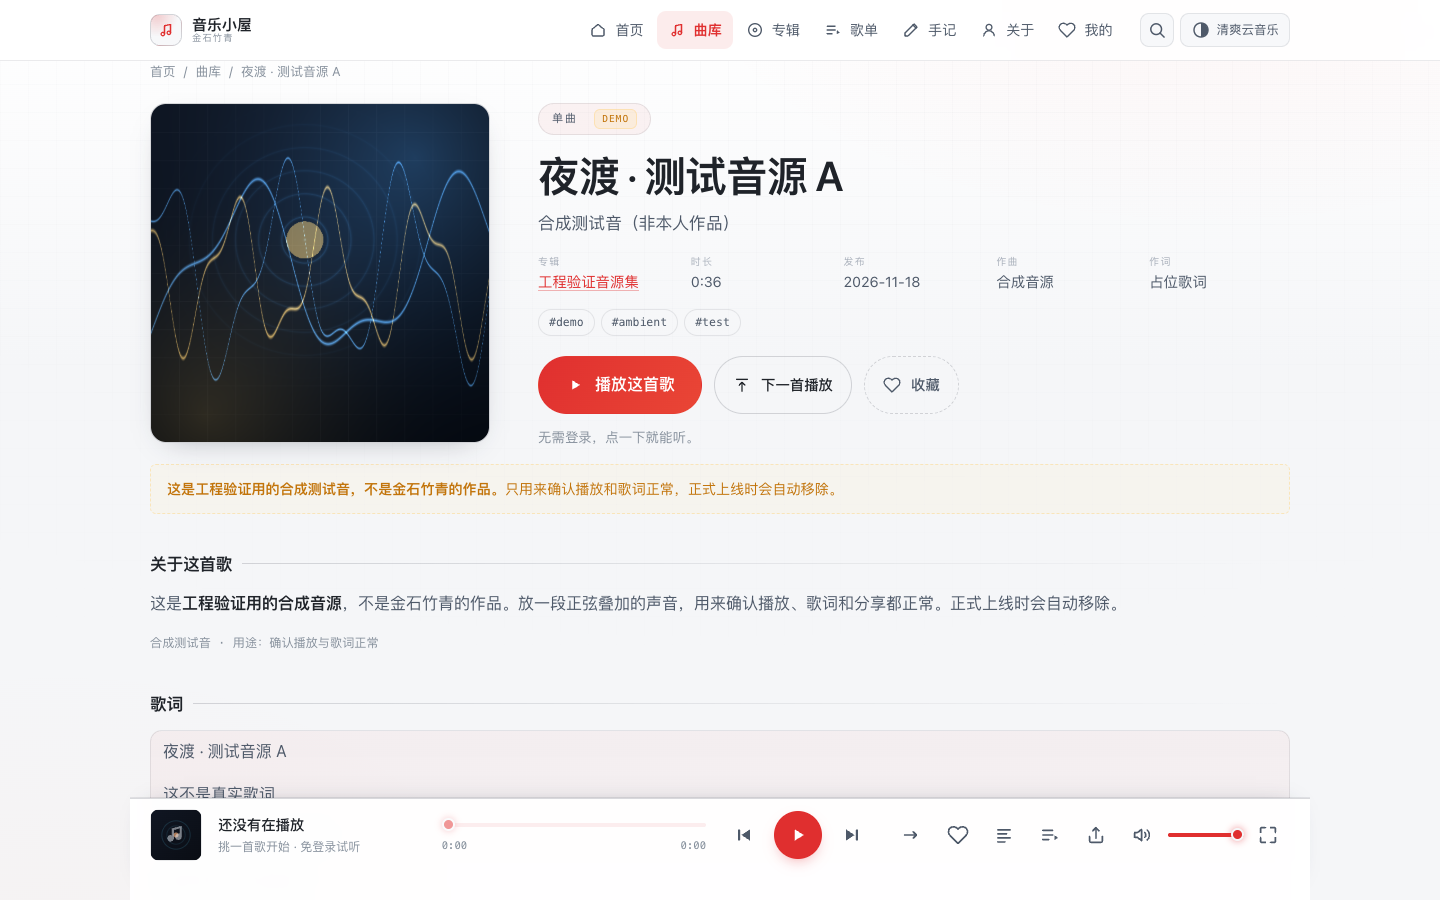 音乐小屋
金石竹青
首页
曲库
专辑
歌单
手记
关于
我的
清爽云音乐
首页 / 曲库 / 夜渡 · 测试音源 A
单曲 DEMO
夜渡 · 测试音源 A
合成测试音（非本人作品）
专辑 时长 发布 作曲 作词
工程验证音源集 0:36 2026-11-18 合成音源 占位歌词
#demo #ambient #test
播放这首歌 下一首播放 收藏
无需登录，点一下就能听。
这是工程验证用的合成测试音，不是金石竹青的作品。只用来确认播放和歌词正常，正式上线时会自动移除。
关于这首歌
这是工程验证用的合成音源，不是金石竹青的作品。放一段正弦叠加的声音，用来确认播放、歌词和分享都正常。正式上线时会自动移除。
合成测试音 · 用途：确认播放与歌词正常
歌词
夜渡 · 测试音源 A
这不是真实歌词
还没有在播放
挑一首歌开始 · 免登录试听
0:00 0:00